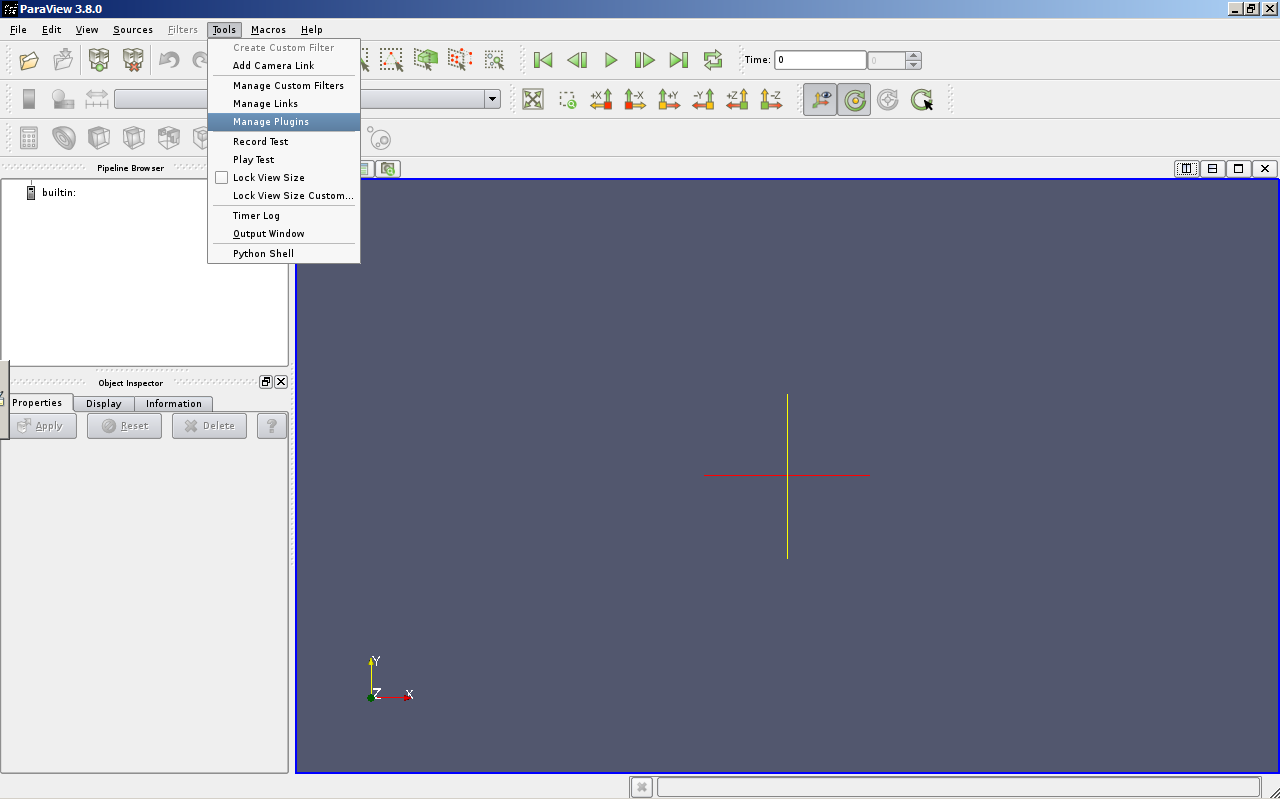 ParaView 3.8.0
File Edit View Sources Filters Tools Macros Help
Create Custom Filter
Add Camera Link
Manage Custom Filters
Manage Links
Manage Plugins
Record Test
Play Test
Lock View Size
Lock View Size Custom...
Timer Log
Output Window
Python Shell
Time: 0 0
+X -X +Y -Y +Z -Z
Pipeline Browser
builtin:
Object Inspector
Properties Display Information
Apply Reset Delete ?
Y
Z X